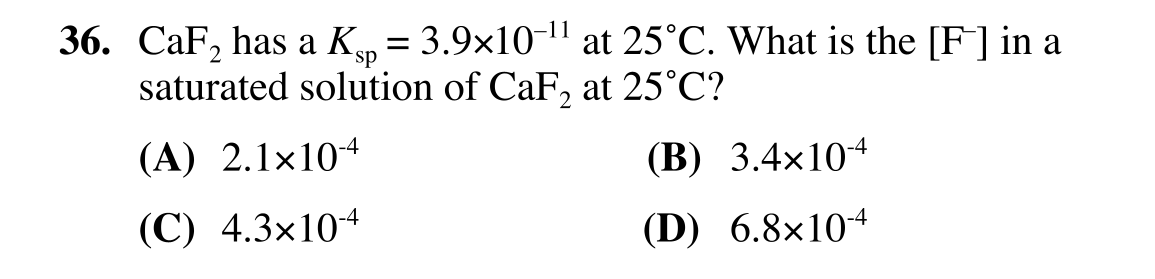 36. CaF₂ has a Kₛₚ = 3.9×10⁻¹¹ at 25°C. What is the [F⁻] in a
saturated solution of CaF₂ at 25°C?
(A) 2.1×10⁻⁴ (B) 3.4×10⁻⁴
(C) 4.3×10⁻⁴ (D) 6.8×10⁻⁴